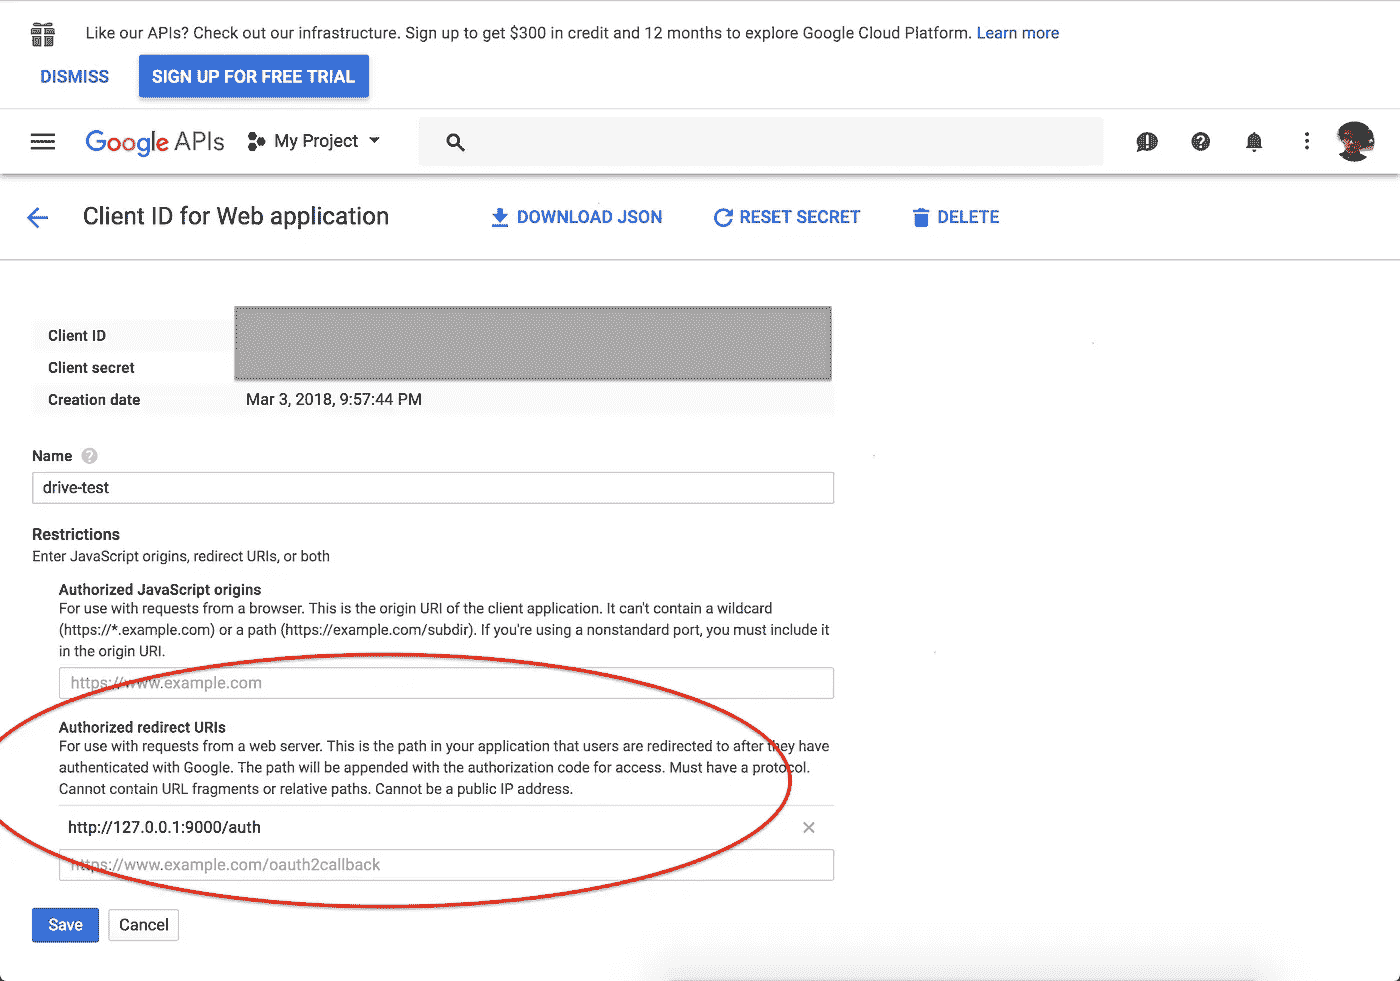 Like our APIs? Check out our infrastructure. Sign up to get $300 in credit and 12 months to explore Google Cloud Platform. Learn more
DISMISS SIGN UP FOR FREE TRIAL
Google APIs My Project
Client ID for Web application DOWNLOAD JSON RESET SECRET DELETE
Client ID
Client secret
Creation date Mar 3, 2018, 9:57:44 PM
Name
drive-test
Restrictions
Enter JavaScript origins, redirect URIs, or both
Authorized JavaScript origins
For use with requests from a browser. This is the origin URI of the client application. It can't contain a wildcard
(https://*.example.com) or a path (https://example.com/subdir). If you're using a nonstandard port, you must include it
in the origin URI.
https://www.example.com
Authorized redirect URIs
For use with requests from a web server. This is the path in your application that users are redirected to after they have
authenticated with Google. The path will be appended with the authorization code for access. Must have a protocol.
Cannot contain URL fragments or relative paths. Cannot be a public IP address.
http://127.0.0.1:9000/auth
https://www.example.com/oauth2callback
Save Cancel